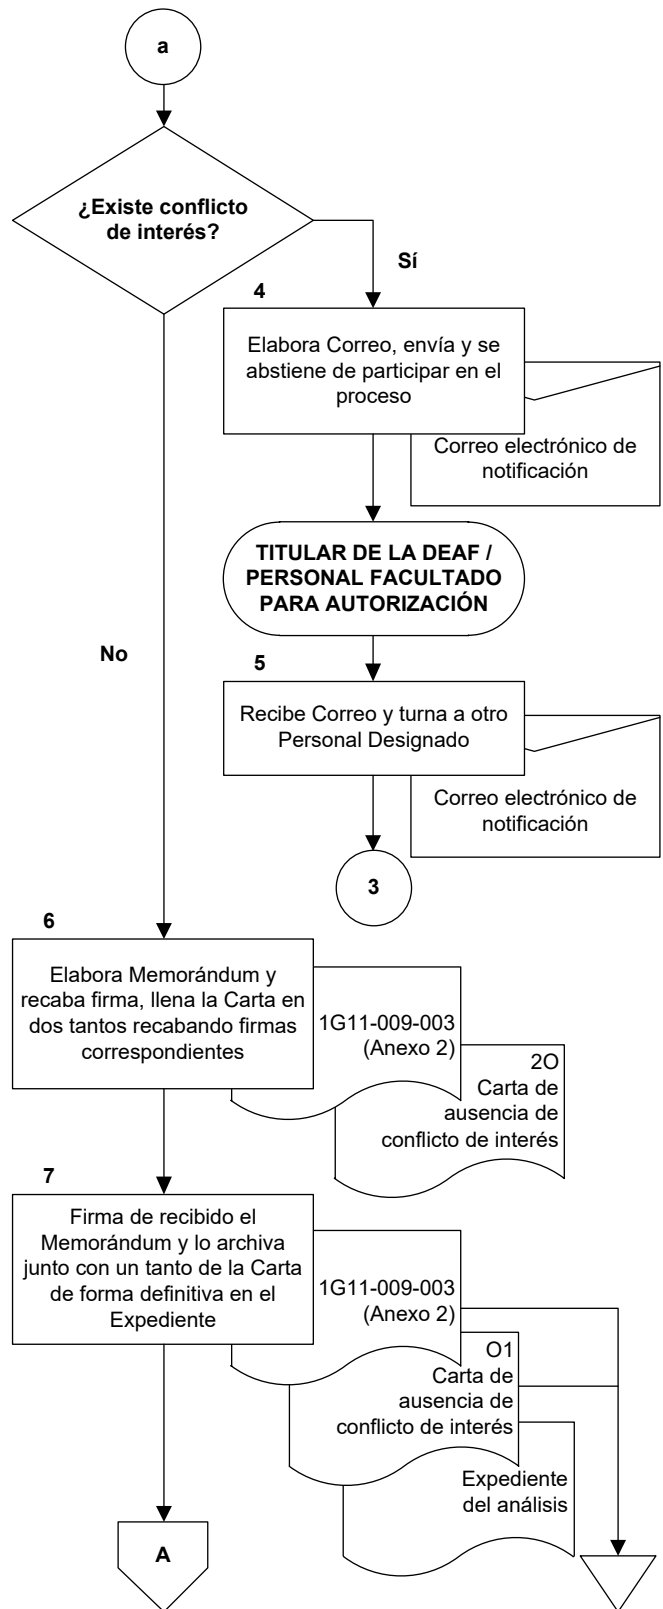 a
¿Existe conflicto
de interés?
Sí
4
Elabora Correo, envía y se
abstiene de participar en el
proceso
Correo electrónico de
notificación
TITULAR DE LA DEAF /
PERSONAL FACULTADO
PARA AUTORIZACIÓN
No
5
Recibe Correo y turna a otro
Personal Designado
Correo electrónico de
notificación
3
6
Elabora Memorándum y
recaba firma, llena la Carta en
dos tantos recabando firmas
correspondientes
1G11-009-003
(Anexo 2)
2O
Carta de
ausencia de
conflicto de interés
7
Firma de recibido el
Memorándum y lo archiva
junto con un tanto de la Carta
de forma definitiva en el
Expediente
1G11-009-003
(Anexo 2)
O1
Carta de
ausencia de
conflicto de interés
Expediente
del análisis
A